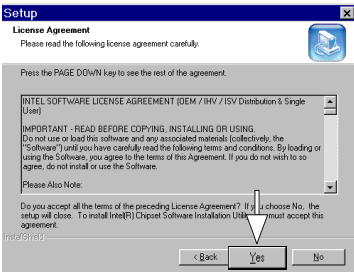 Setup
License Agreement
Please read the following license agreement carefully.
Press the PAGE DOWN key to see the rest of the agreement.
INTEL SOFTWARE LICENSE AGREEMENT (OEM / IHV / ISV Distribution & Single
User)
IMPORTANT - READ BEFORE COPYING, INSTALLING OR USING.
Do not use or load this software and any associated materials (collectively, the
"Software") until you have carefully read the following terms and conditions. By loading or
using the Software, you agree to the terms of this Agreement. If you do not wish to so
agree, do not install or use the Software.
Please Also Note:
Do you accept all the terms of the preceding License Agreement? If you choose No, the
setup will close. To install Intel(R) Chipset Software Installation must accept this
agreement.
InstallShield
< Back
Yes
No